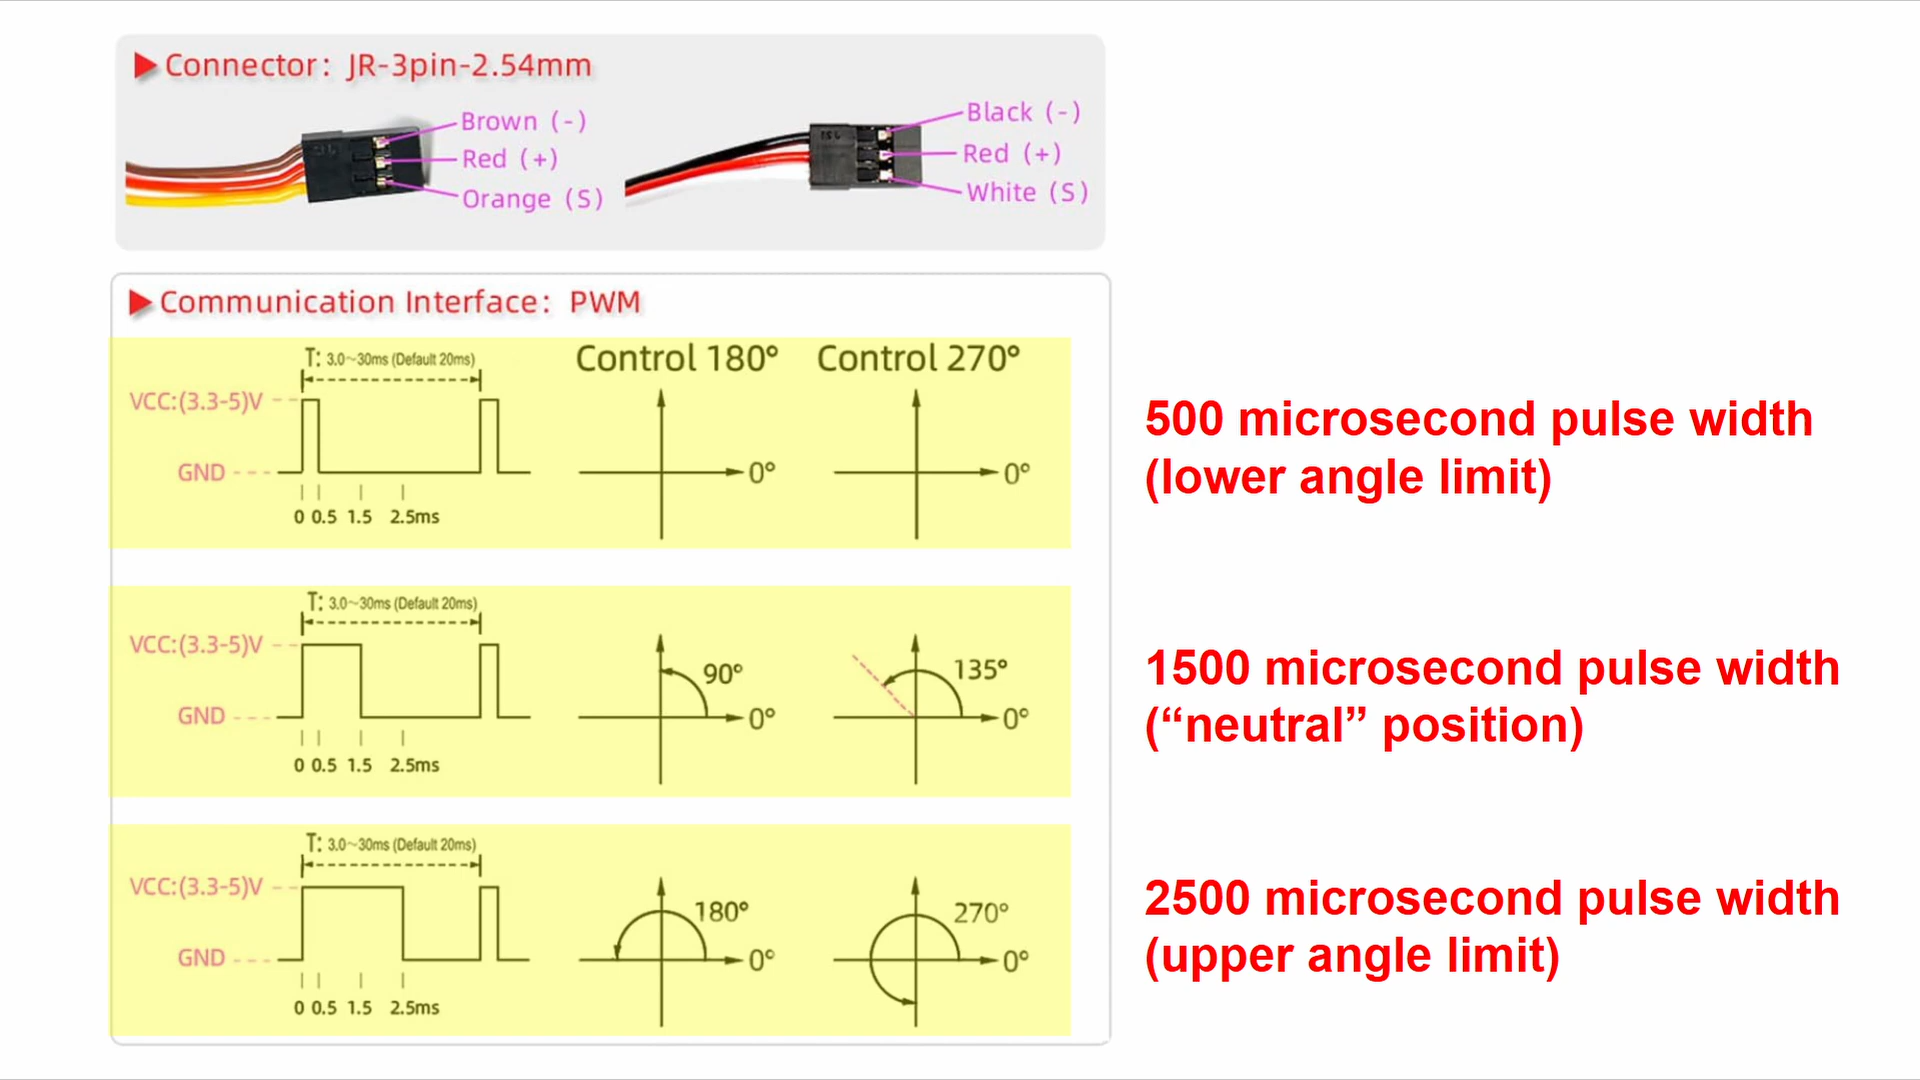 Connector: JR-3pin-2.54mm
Brown (-)
Red (+)
Orange (S)
Black (-)
Red (+)
White (S)
Communication Interface: PWM
T: 3.0~30ms (Default 20ms)
Control 180° Control 270°
VCC:(3.3-5)V
GND
0°
0°
0 0.5 1.5 2.5ms
500 microsecond pulse width
(lower angle limit)
T: 3.0~30ms (Default 20ms)
VCC:(3.3-5)V
GND
90°
0°
135°
0°
0 0.5 1.5 2.5ms
1500 microsecond pulse width
(“neutral” position)
T: 3.0~30ms (Default 20ms)
VCC:(3.3-5)V
GND
180°
0°
270°
0°
0 0.5 1.5 2.5ms
2500 microsecond pulse width
(upper angle limit)